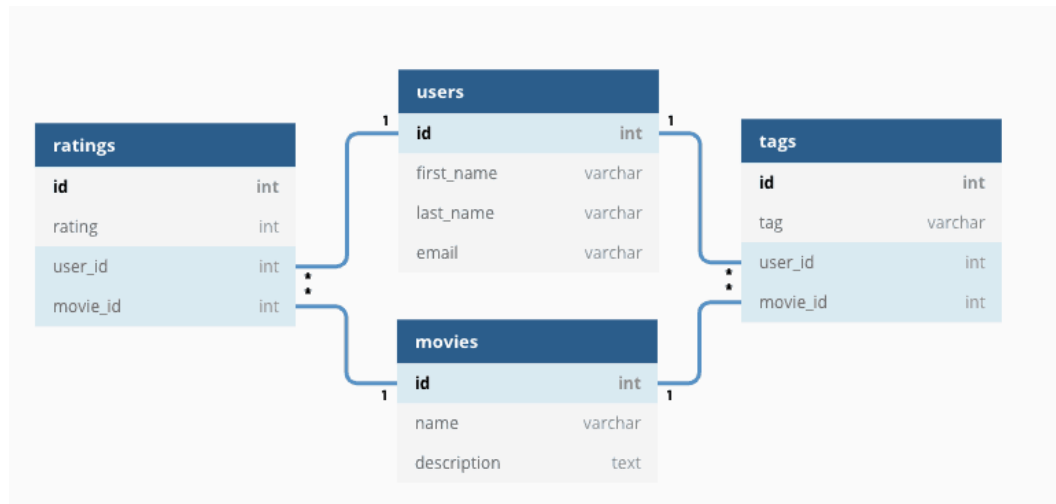 ratings
id int
rating int
user_id int
movie_id int
users
id int
first_name varchar
last_name varchar
email varchar
movies
id int
name varchar
description text
tags
id int
tag varchar
user_id int
movie_id int
1
1
*
*
*
*
1
1